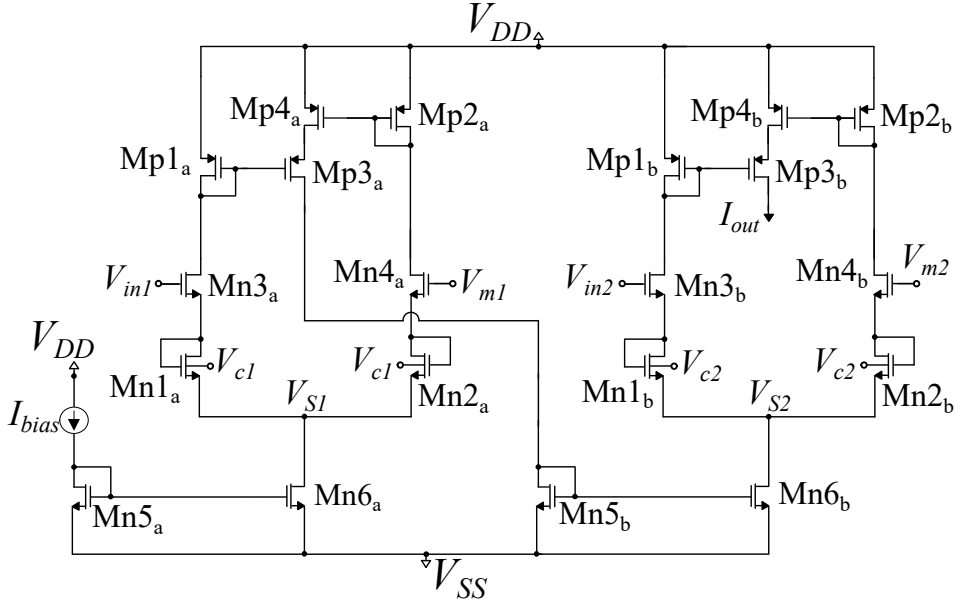 V_DD
Mp4_a Mp2_a Mp4_b Mp2_b
Mp1_a Mp3_a Mp1_b Mp3_b
I_out
V_in1 Mn3_a Mn4_a V_m1 V_in2 Mn3_b Mn4_b V_m2
V_DD
V_c1 V_c1 V_c2 V_c2
Mn1_a V_S1 Mn2_a Mn1_b V_S2 Mn2_b
I_bias
Mn5_a Mn6_a Mn5_b Mn6_b
V_SS